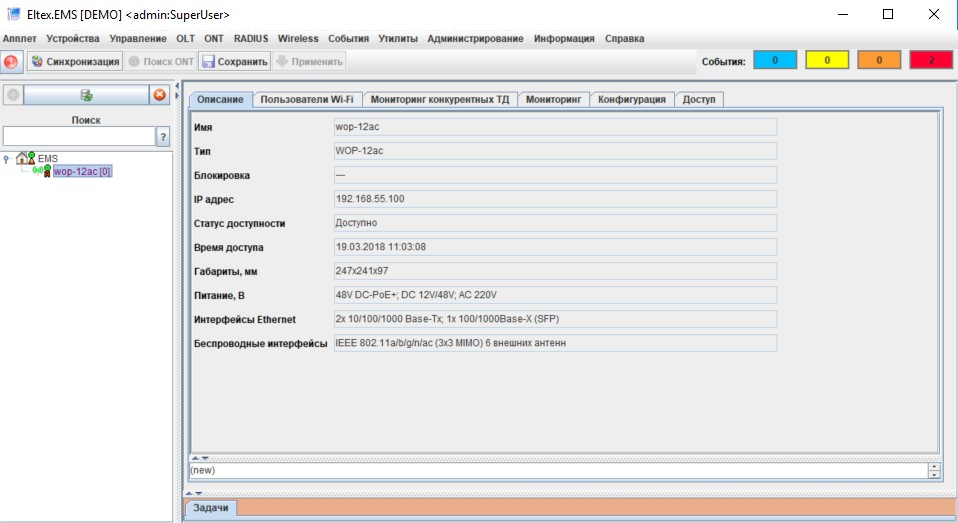 Eltex.EMS [DEMO] <admin:SuperUser>
Апплет Устройства Управление OLT ONT RADIUS Wireless События Утилиты Администрирование Информация Справка
Синхронизация Поиск ONT Сохранить Применить События: 0 0 0 2
Поиск
?
EMS
wop-12ac [0]
Описание Пользователи Wi-Fi Мониторинг конкурентных ТД Мониторинг Конфигурация Доступ
Имя wop-12ac
Тип WOP-12ac
Блокировка ---
IP адрес 192.168.55.100
Статус доступности Доступно
Время доступа 19.03.2018 11:03:08
Габариты, мм 247x241x97
Питание, В 48V DC-PoE+; DC 12V/48V; AC 220V
Интерфейсы Ethernet 2x 10/100/1000 Base-Tx; 1x 100/1000Base-X (SFP)
Беспроводные интерфейсы IEEE 802.11a/b/g/n/ac (3x3 MIMO) 6 внешних антенн
(new)
Задачи